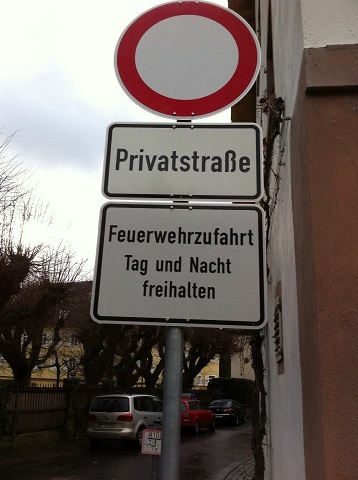 Privatstraße
Feuerwehrzufahrt
Tag und Nacht
freihalten